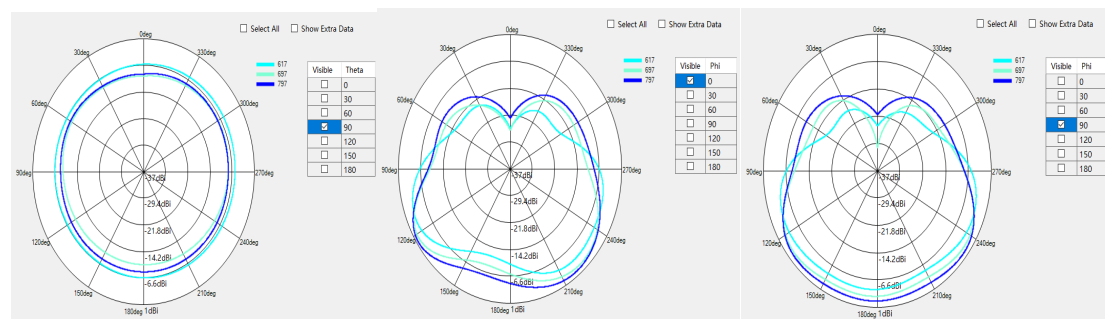 Select All Show Extra Data
0deg
30deg 330deg
617
697
797
Visible Theta
0
30
60
90
120
150
180
60deg 300deg
90deg 270deg
-37dBi
-29.4dBi
-21.8dBi
-14.2dBi
-6.6dBi
120deg 240deg
150deg 210deg
180deg 1dBi
Select All Show Extra Data
0deg
30deg 330deg
617
697
797
Visible Phi
0
30
60
90
120
150
180
60deg 300deg
90deg 270deg
-37dBi
-29.4dBi
-21.8dBi
-14.2dBi
-6.6dBi
120deg 240deg
150deg 210deg
180deg 1dBi
Select All Show Extra Data
0deg
30deg 330deg
617
697
797
Visible Phi
0
30
60
90
120
150
180
60deg 300deg
90deg 270deg
-37dBi
-29.4dBi
-21.8dBi
-14.2dBi
-6.6dBi
120deg 240deg
150deg 210deg
180deg 1dBi